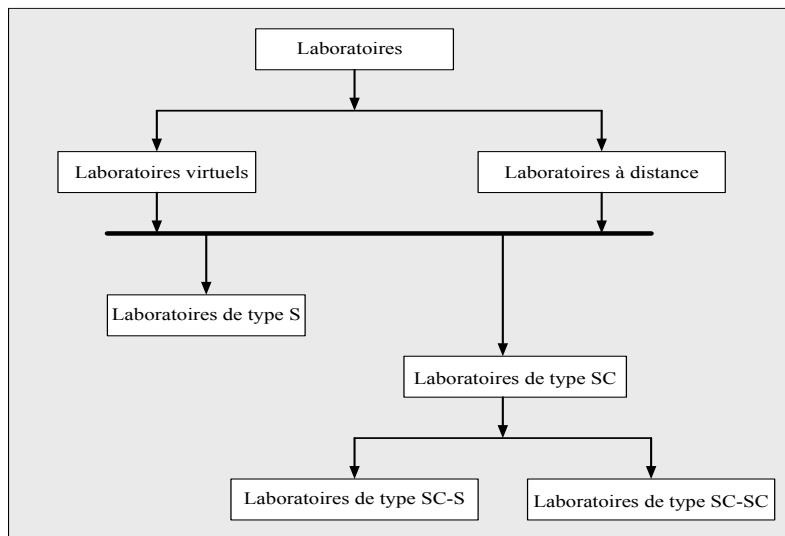 Laboratoires
Laboratoires virtuels
Laboratoires à distance
Laboratoires de type S
Laboratoires de type SC
Laboratoires de type SC-S
Laboratoires de type SC-SC